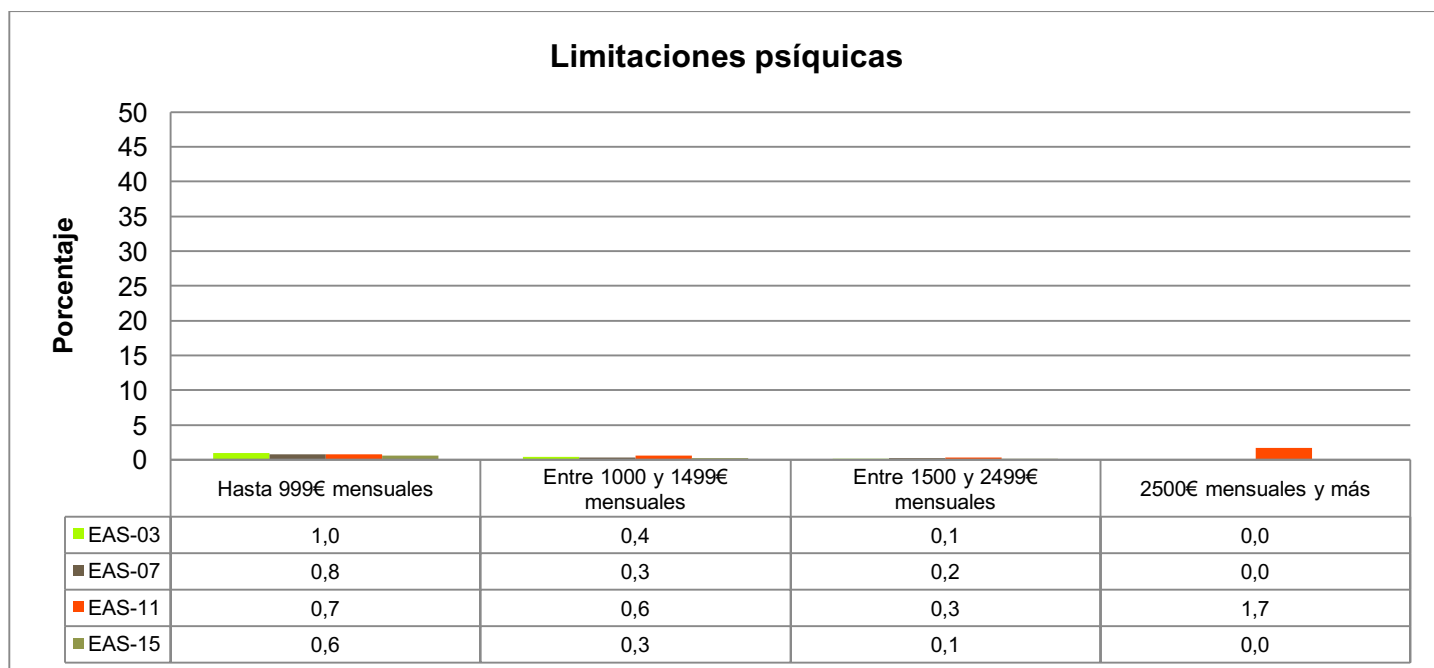 Limitaciones psíquicas
Porcentaje
50
45
40
35
30
25
20
15
10
5
0
Hasta 999€ mensuales
Entre 1000 y 1499€
mensuales
Entre 1500 y 2499€
mensuales
2500€ mensuales y más
EAS-03 1,0 0,4 0,1 0,0
EAS-07 0,8 0,3 0,2 0,0
EAS-11 0,7 0,6 0,3 1,7
EAS-15 0,6 0,3 0,1 0,0